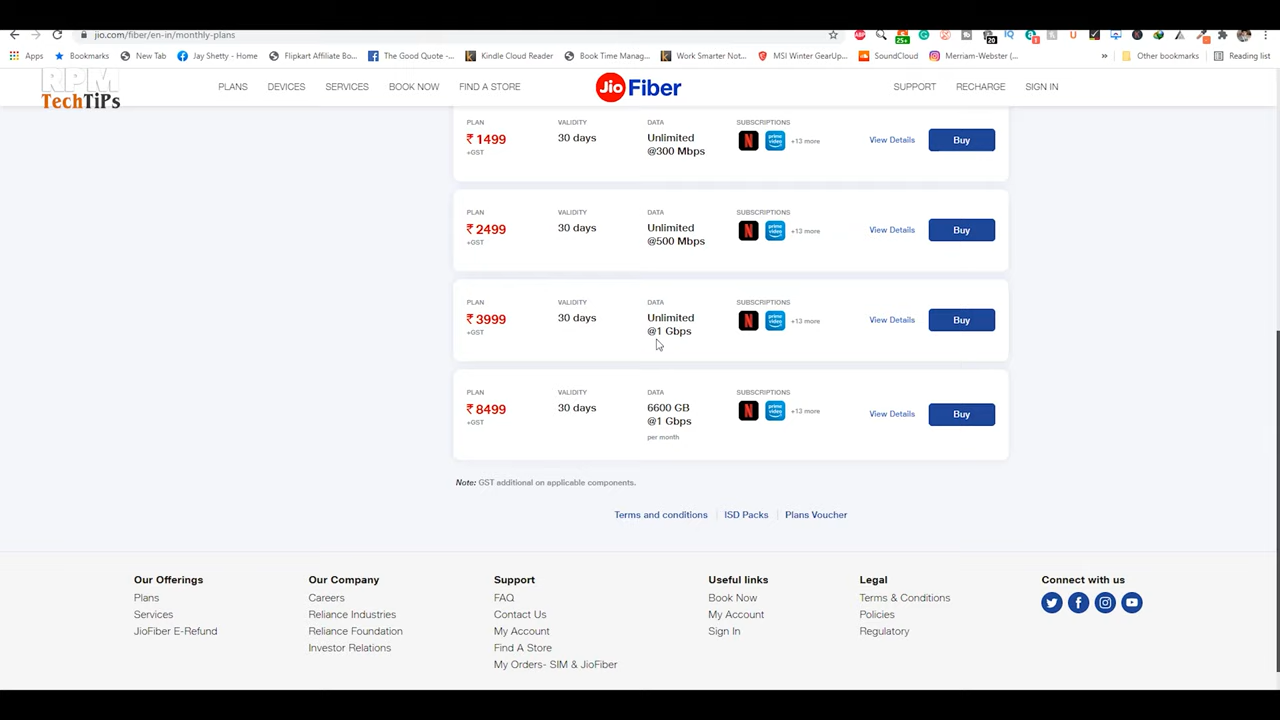 jio.com/fiber/en-in/monthly-plans
Apps
Bookmarks
New Tab
Jay Shetty - Home
Flipkart Affiliate Bo...
The Good Quote -...
Kindle Cloud Reader
Book Time Manag...
Work Smarter Not...
MSI Winter GearUp...
SoundCloud
Merriam-Webster (...
»
Other bookmarks
Reading list
RPM
TechTiPs
PLANS
DEVICES
SERVICES
BOOK NOW
FIND A STORE
Jio Fiber
SUPPORT
RECHARGE
SIGN IN
PLAN
VALIDITY
DATA
SUBSCRIPTIONS
₹ 1499
30 days
Unlimited
@300 Mbps
+GST
N
prime video
+13 more
View Details
Buy
PLAN
VALIDITY
DATA
SUBSCRIPTIONS
₹ 2499
30 days
Unlimited
@500 Mbps
+GST
N
prime video
+13 more
View Details
Buy
PLAN
VALIDITY
DATA
SUBSCRIPTIONS
₹ 3999
30 days
Unlimited
@1 Gbps
+GST
N
prime video
+13 more
View Details
Buy
PLAN
VALIDITY
DATA
SUBSCRIPTIONS
₹ 8499
30 days
6600 GB
@1 Gbps
per month
+GST
N
prime video
+13 more
View Details
Buy
Note: GST additional on applicable components.
Terms and conditions
ISD Packs
Plans Voucher
Our Offerings
Plans
Services
JioFiber E-Refund
Our Company
Careers
Reliance Industries
Reliance Foundation
Investor Relations
Support
FAQ
Contact Us
My Account
Find A Store
My Orders- SIM & JioFiber
Useful links
Book Now
My Account
Sign In
Legal
Terms & Conditions
Policies
Regulatory
Connect with us